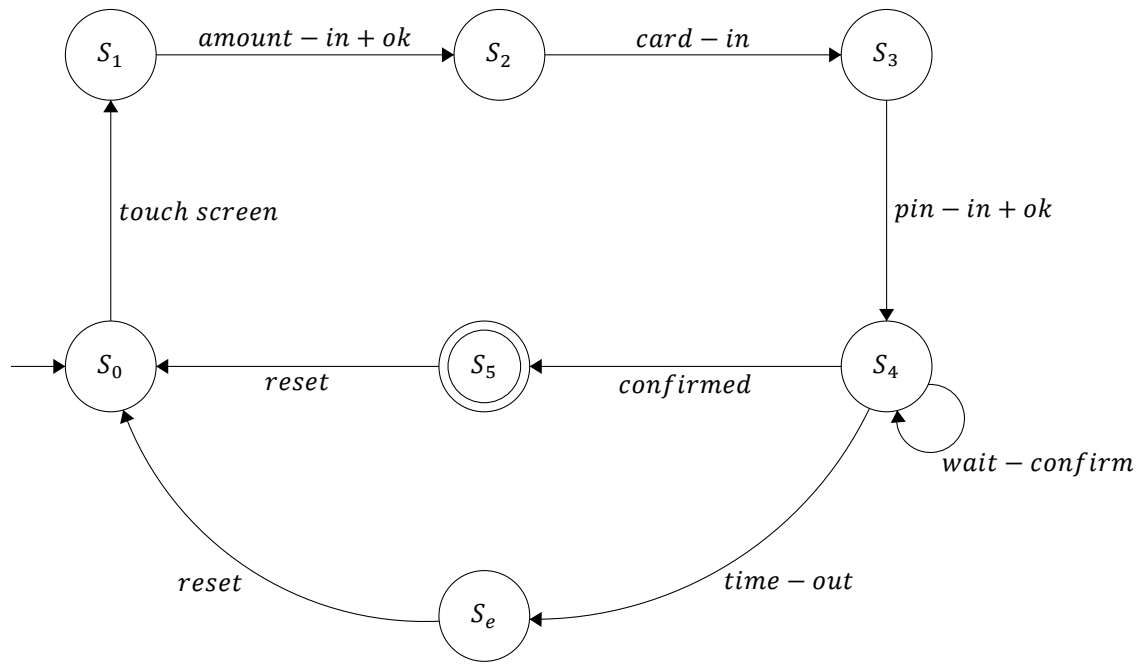 S₁
amount − in + ok
S₂
card − in
S₃
touch screen
pin − in + ok
S₀
reset
S₅
confirmed
S₄
wait − confirm
reset
Sₑ
time − out